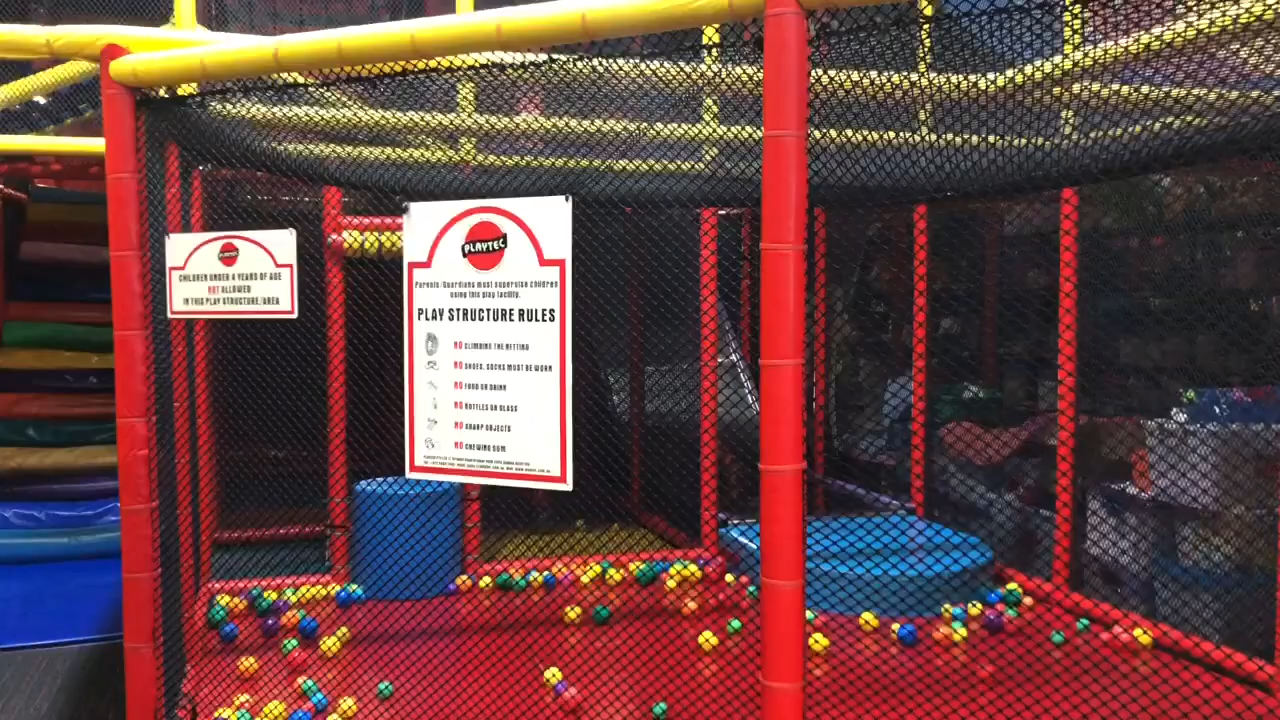 PLAYTEC
CHILDREN UNDER 4 YEARS OF AGE
NOT ALLOWED
IN THIS PLAY STRUCTURE/AREA
PLAYTEC
Parents/Guardians must supervise children
using this play facility.
PLAY STRUCTURE RULES
NO CLIMBING THE NETTING
NO SHOES, SOCKS MUST BE WORN
NO FOOD OR DRINK
NO BOTTLES OR GLASS
NO SHARP OBJECTS
NO CHEWING GUM